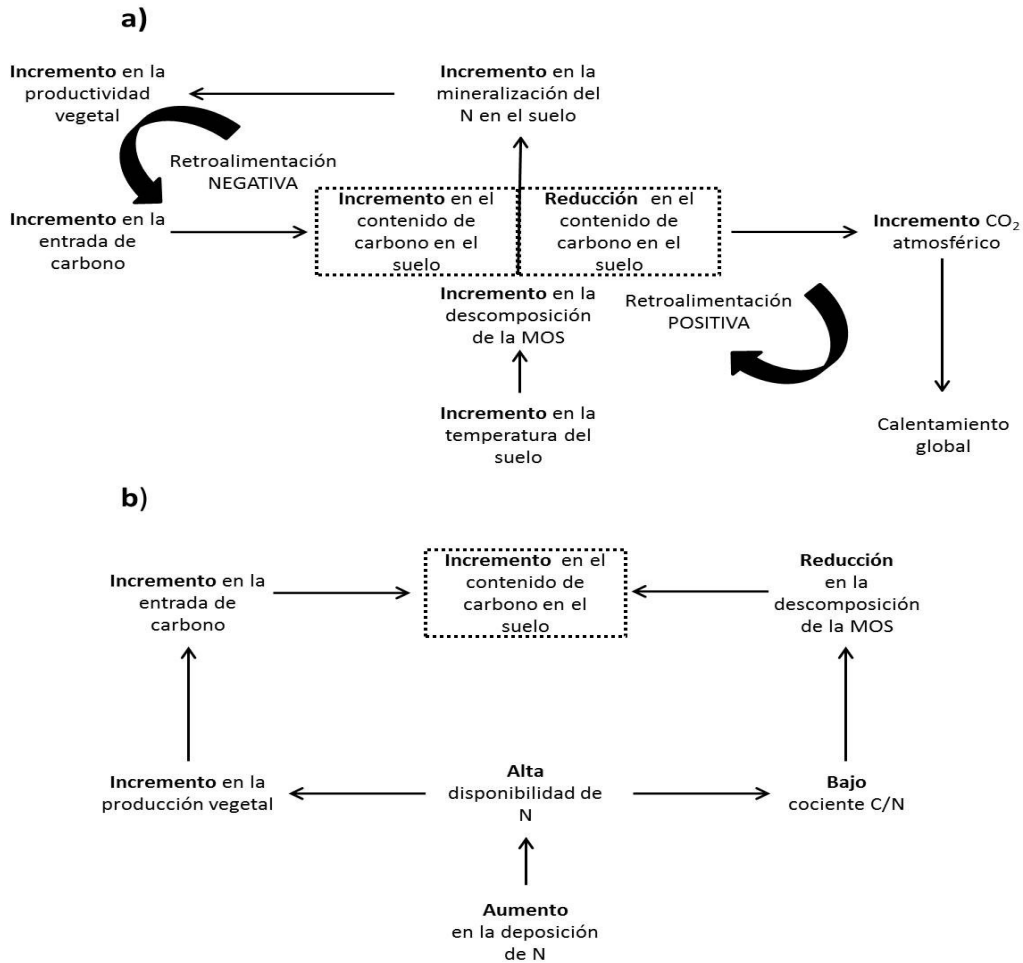 a)
Incremento en la
productividad
vegetal
Incremento en la
mineralización del
N en el suelo
Retroalimentación
NEGATIVA
Incremento en la
entrada de
carbono
Incremento en el
contenido de
carbono en el
suelo
Reducción en el
contenido de
carbono en el
suelo
Incremento CO₂
atmosférico
Incremento en la
descomposición
de la MOS
Retroalimentación
POSITIVA
Incremento en la
temperatura del
suelo
Calentamiento
global
b)
Incremento en la
entrada de
carbono
Incremento en el
contenido de
carbono en el
suelo
Reducción
en la
descomposición
de la MOS
Incremento en la
producción vegetal
Alta
disponibilidad de
N
Bajo
cociente C/N
Aumento
en la deposición
de N